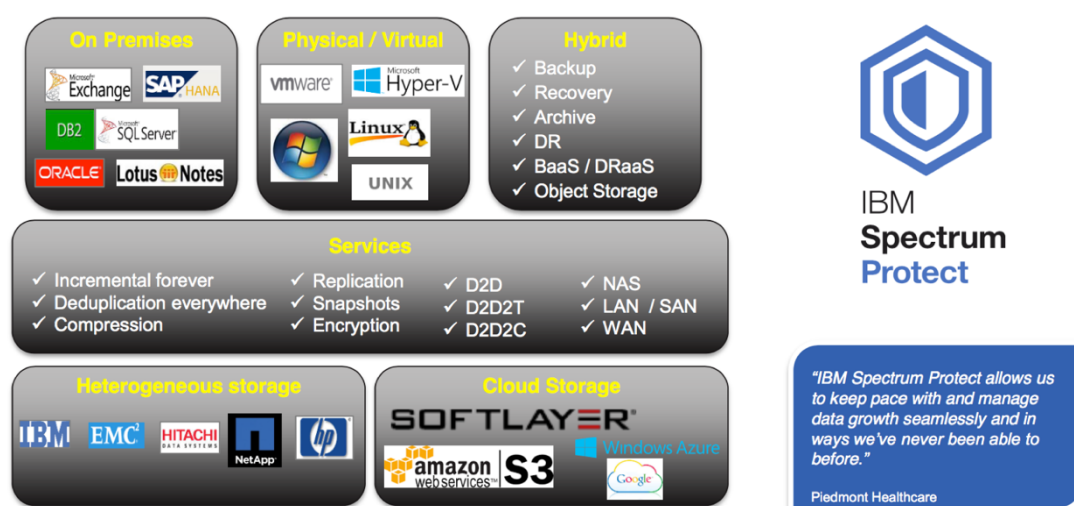 On Premises
Microsoft
Exchange
SAP HANA
DB2
Microsoft
SQL Server
ORACLE
Lotus Notes
Physical / Virtual
vmware
Microsoft
Hyper-V
Linux
UNIX
Hybrid
✓ Backup
✓ Recovery
✓ Archive
✓ DR
✓ BaaS / DRaaS
✓ Object Storage
Services
✓ Incremental forever
✓ Deduplication everywhere
✓ Compression
✓ Replication
✓ Snapshots
✓ Encryption
✓ D2D
✓ D2D2T
✓ D2D2C
✓ NAS
✓ LAN / SAN
✓ WAN
Heterogeneous storage
IBM
EMC²
HITACHI
DATA SYSTEMS
NetApp
hp
Cloud Storage
SOFTLAYER
amazon
webservices™
S3
Windows Azure
Google
IBM
Spectrum
Protect
“IBM Spectrum Protect allows us
to keep pace with and manage
data growth seamlessly and in
ways we’ve never been able to
before.”
Piedmont Healthcare